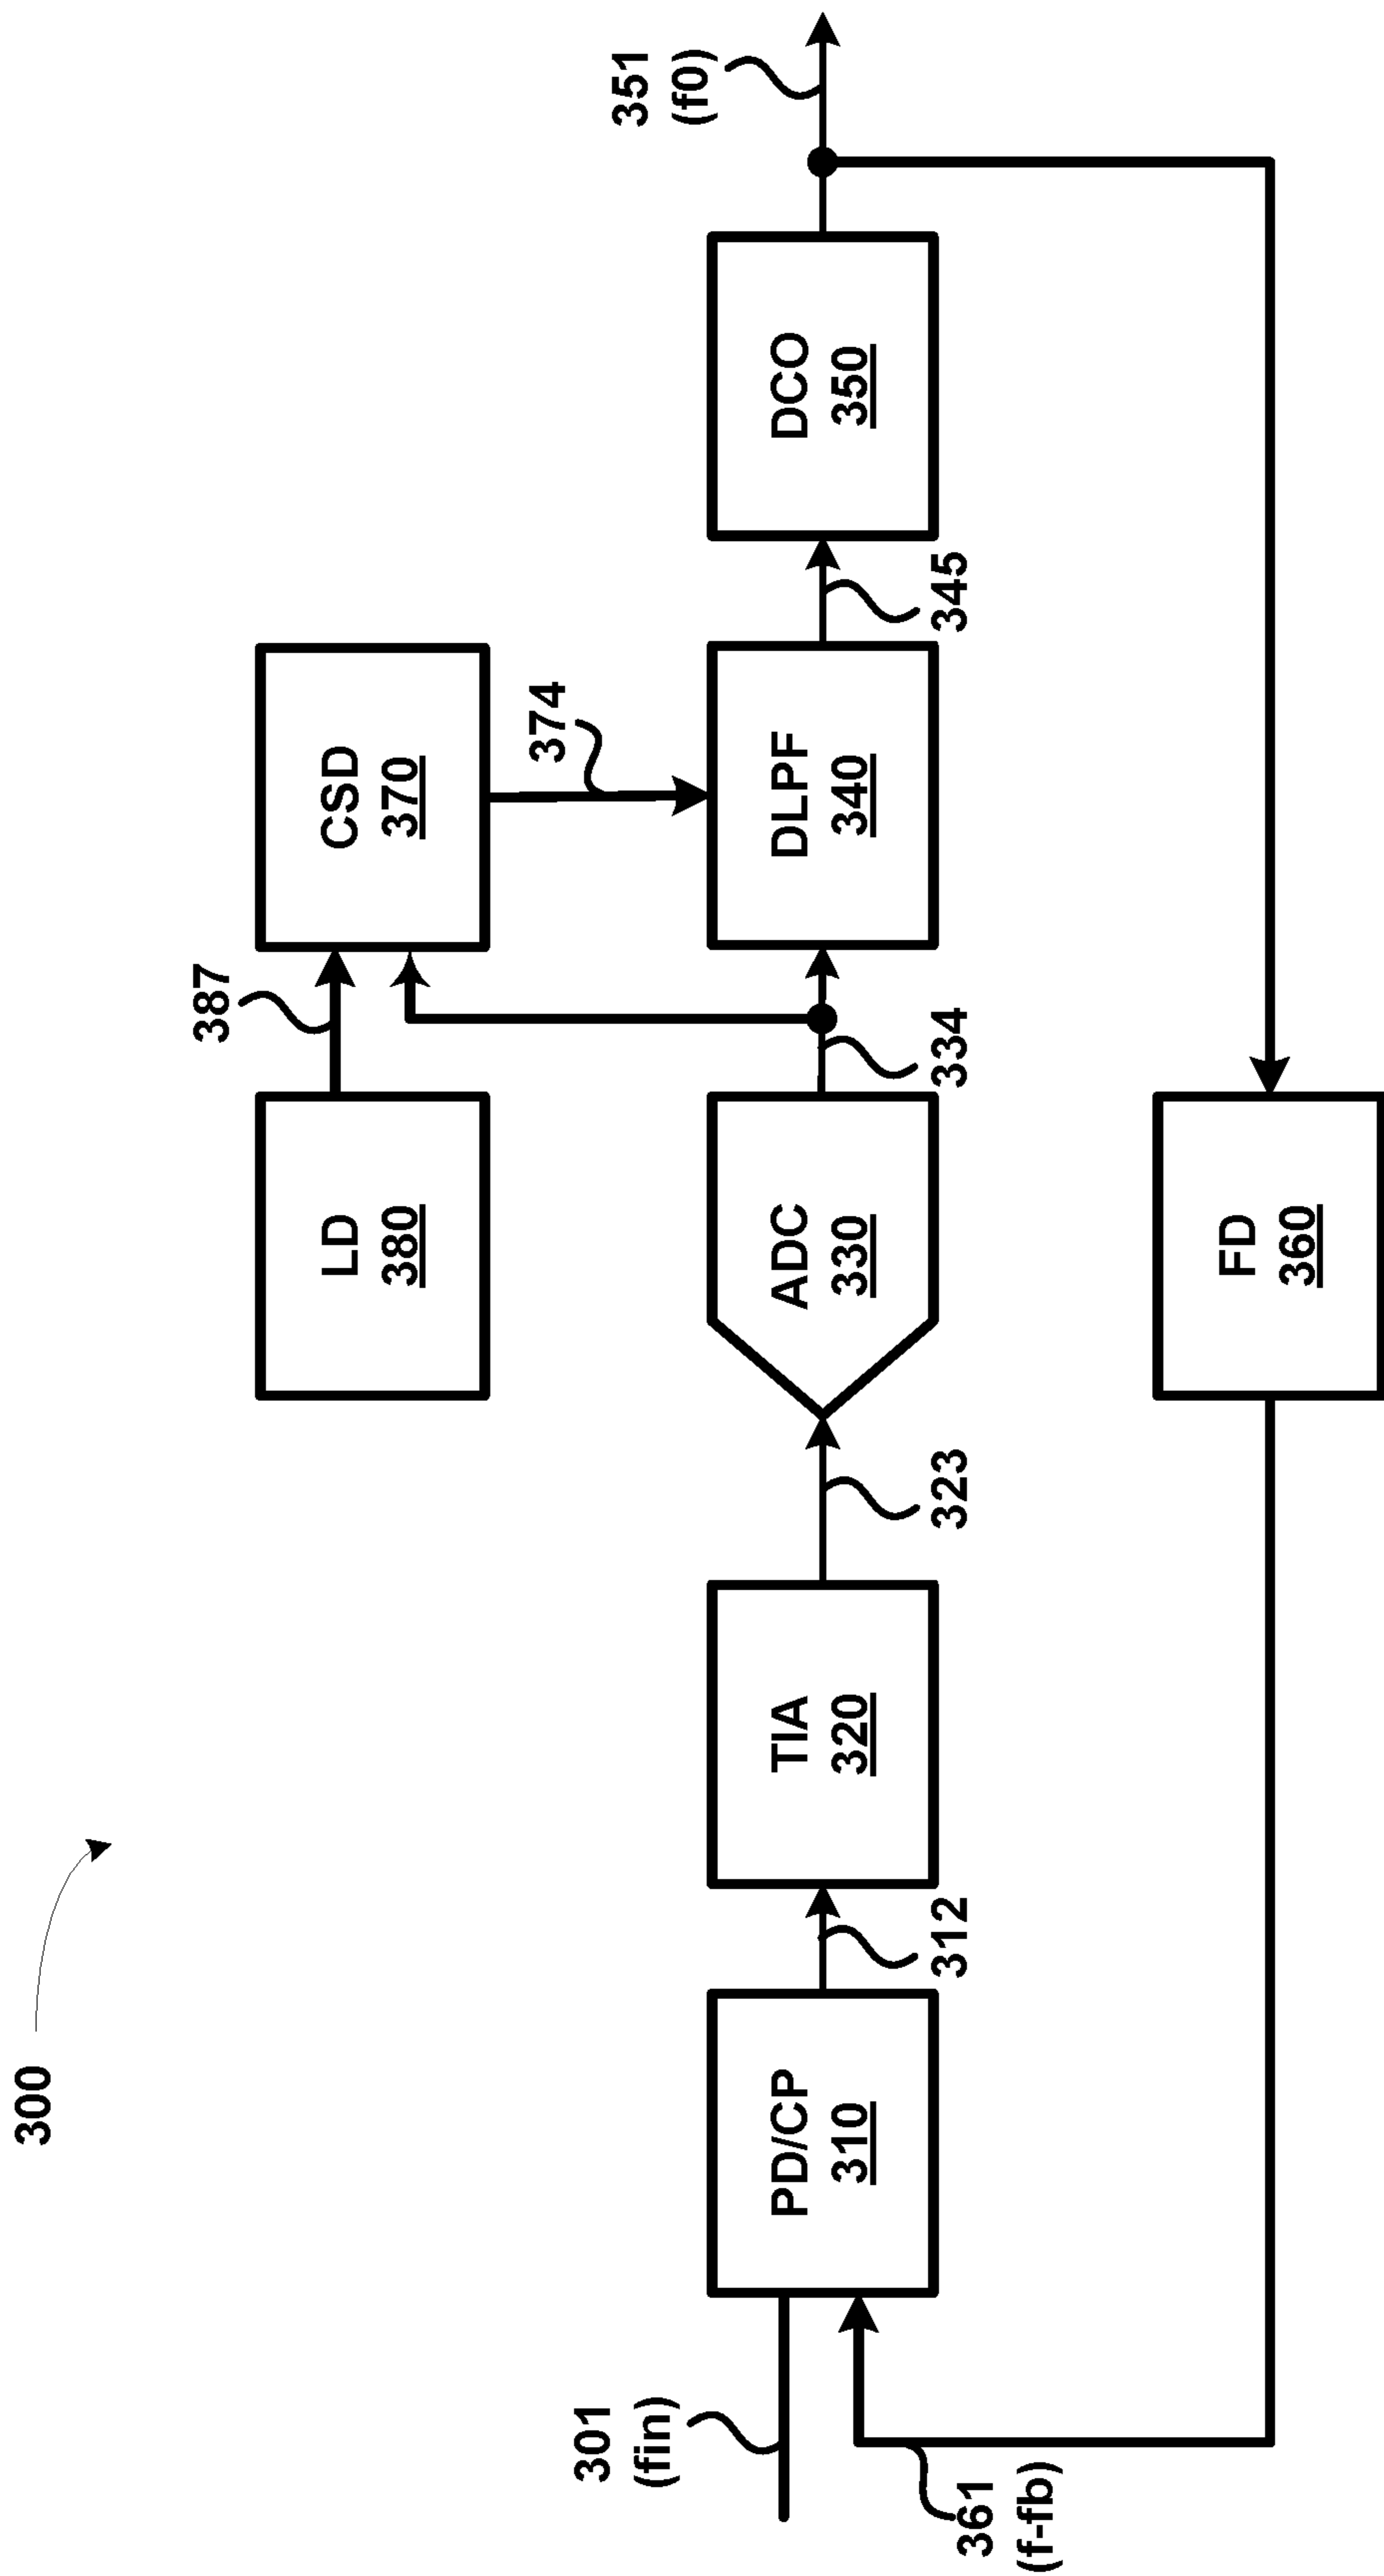 300
LD
380
387
CSD
370
374
301
(fin)
PD/CP
310
312
TIA
320
323
ADC
330
334
DLPF
340
345
DCO
350
351
(f0)
361
(f-fb)
FD
360